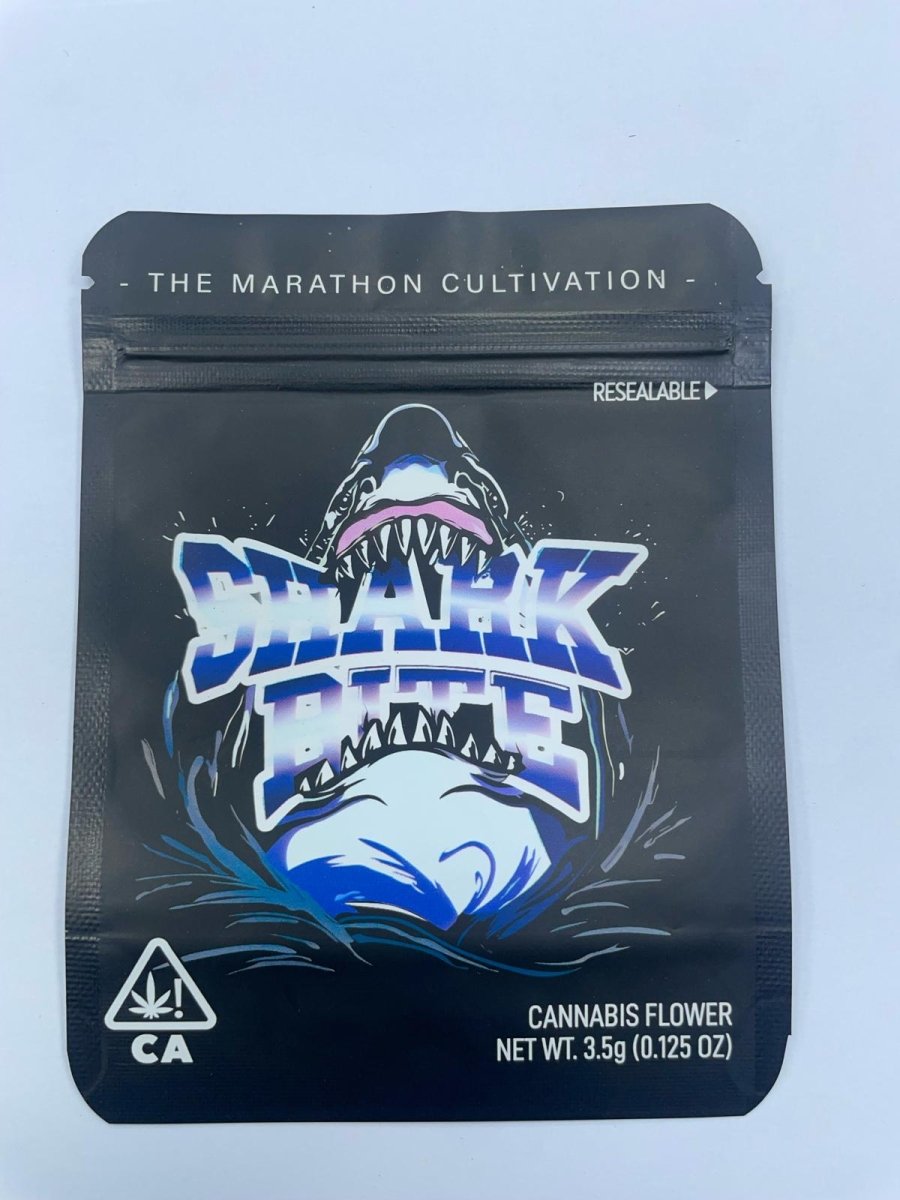 - THE MARATHON CULTIVATION -
RESEALABLE
SHARK
BITE
!
CA
CANNABIS FLOWER
NET WT. 3.5g (0.125 OZ)